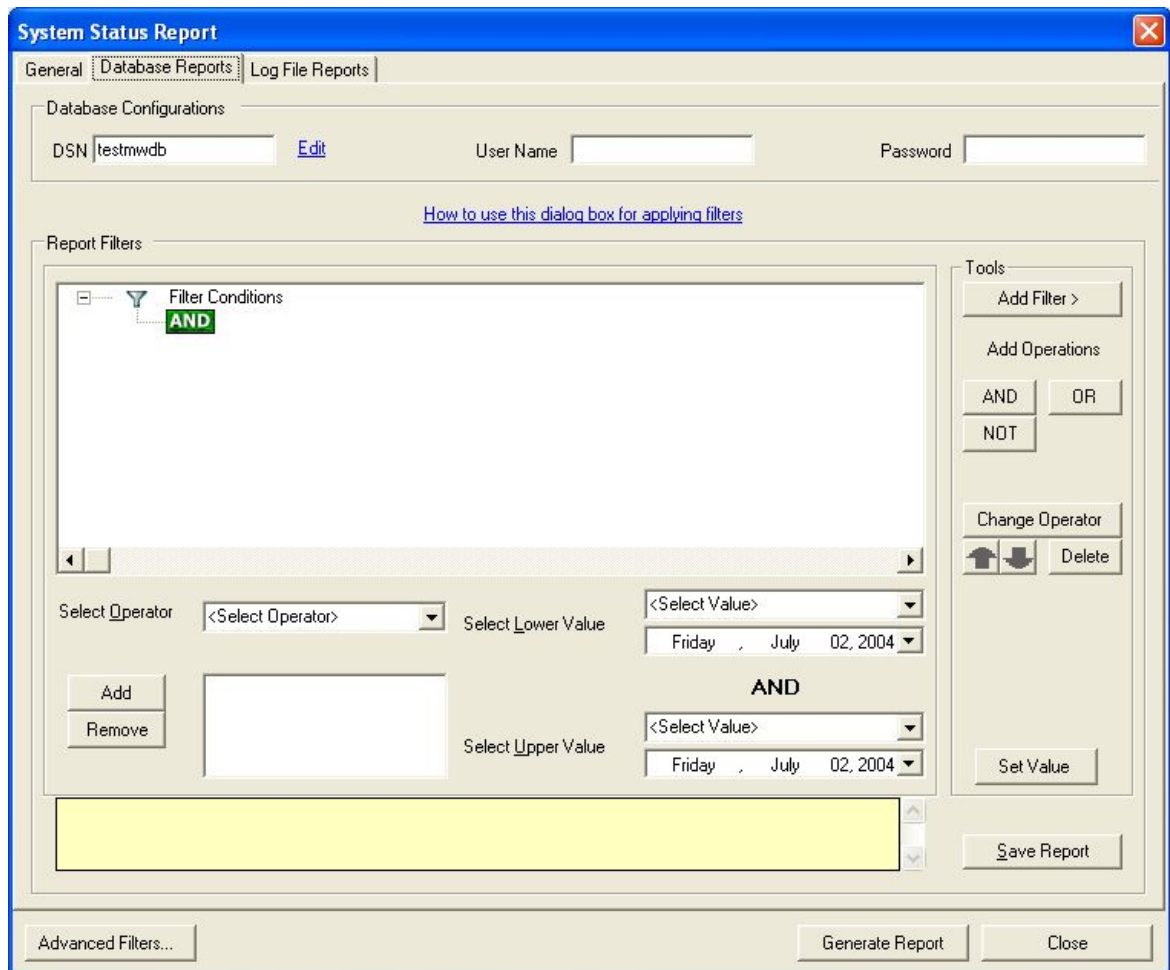 System Status Report
General Database Reports Log File Reports
Database Configurations
DSN testmwdb Edit User Name Password
How to use this dialog box for applying filters
Report Filters
Tools
Filter Conditions
AND
Add Filter >
Add Operations
AND OR
NOT
Change Operator
Delete
Select Operator <Select Operator> Select Lower Value <Select Value>
Friday , July 02, 2004
Add
Remove
AND
Select Upper Value <Select Value>
Friday , July 02, 2004
Set Value
Save Report
Advanced Filters... Generate Report Close